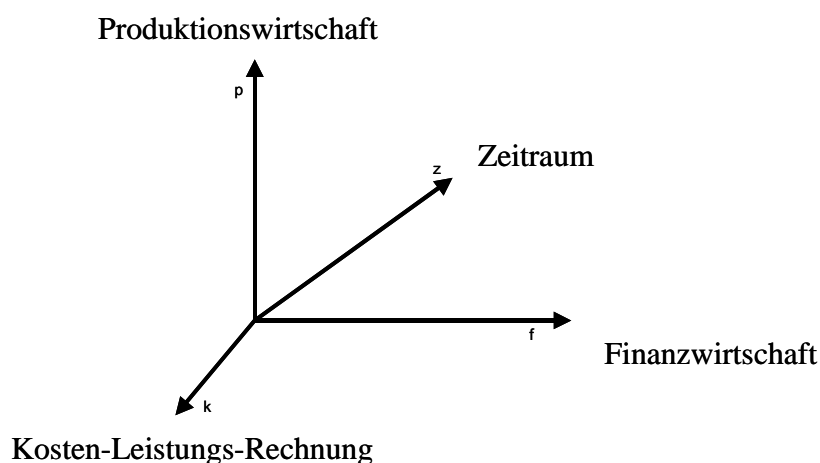 Produktionswirtschaft
p
z
Zeitraum
f
Finanzwirtschaft
k
Kosten-Leistungs-Rechnung